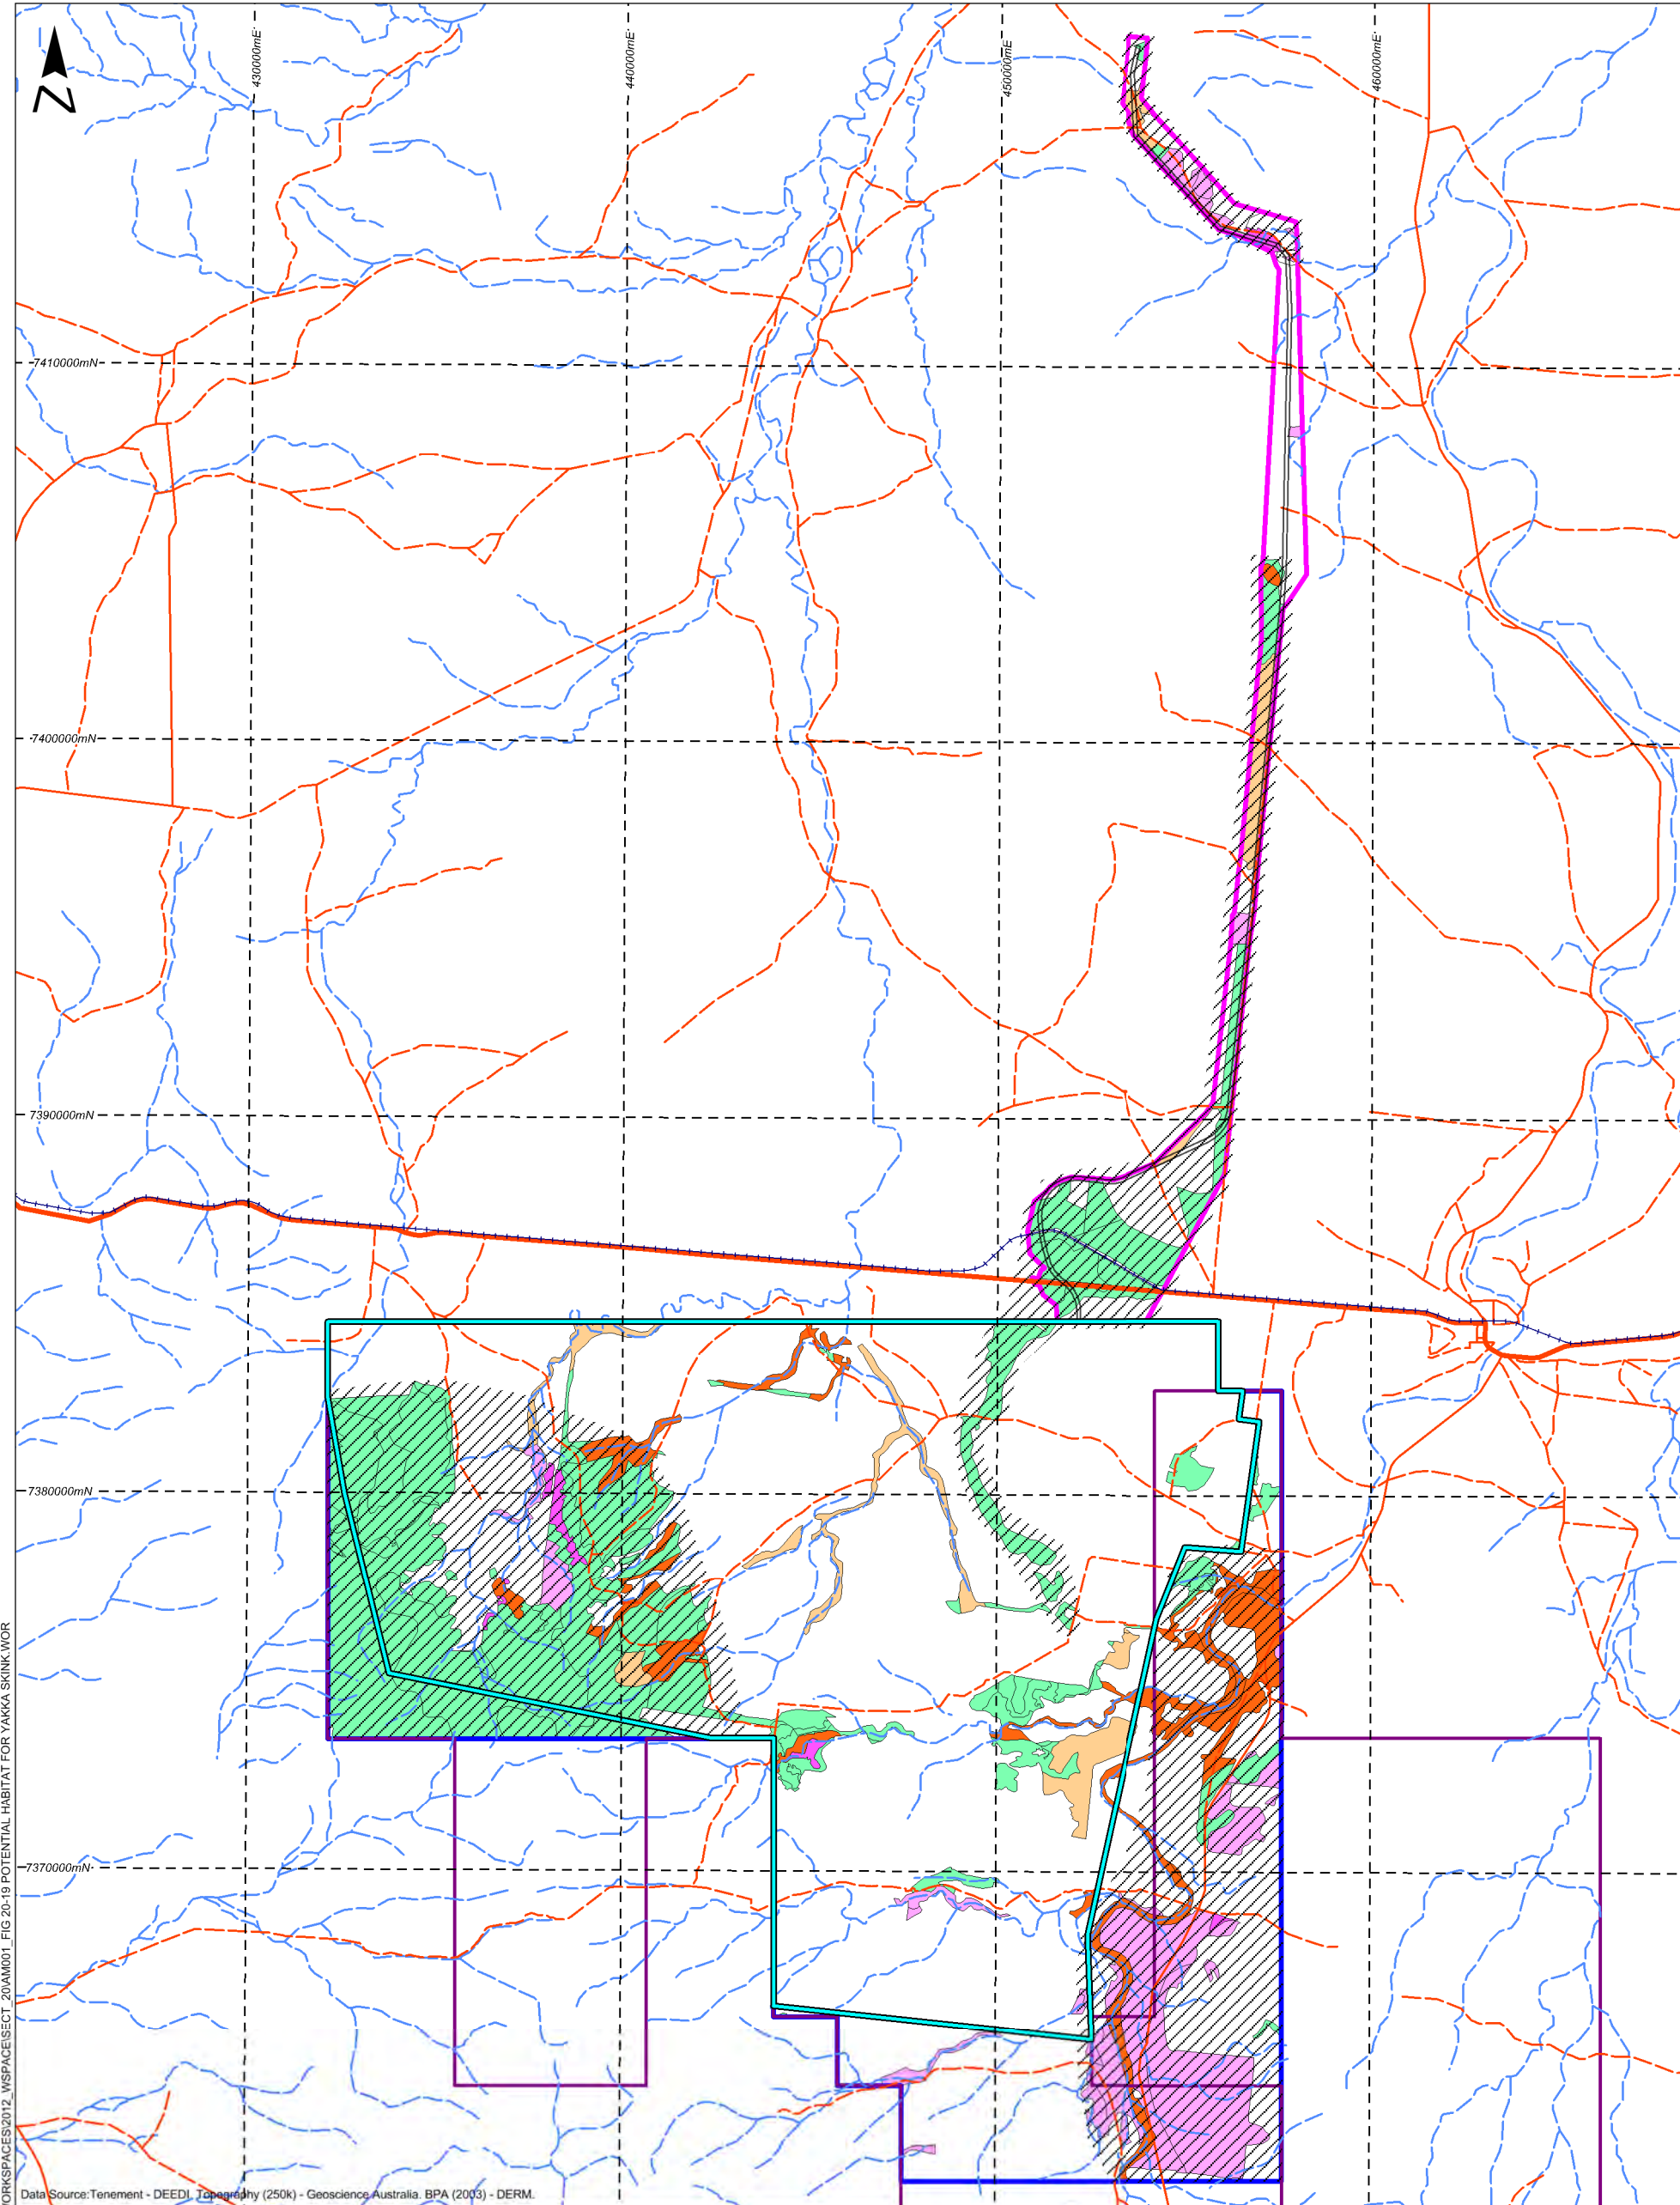 N
430000mE
440000mE
450000mE
460000mE
7410000mN
7400000mN
7390000mN
7380000mN
7370000mN
ORKSPACES\2012_WSPACE\SECT_20\AM001_FIG 20-19 POTENTIAL HABITAT FOR YAKKA SKINK.WOR
Data Source:Tenement - DEEDI. Topography (250k) - Geoscience Australia. BPA (2003) - DERM.